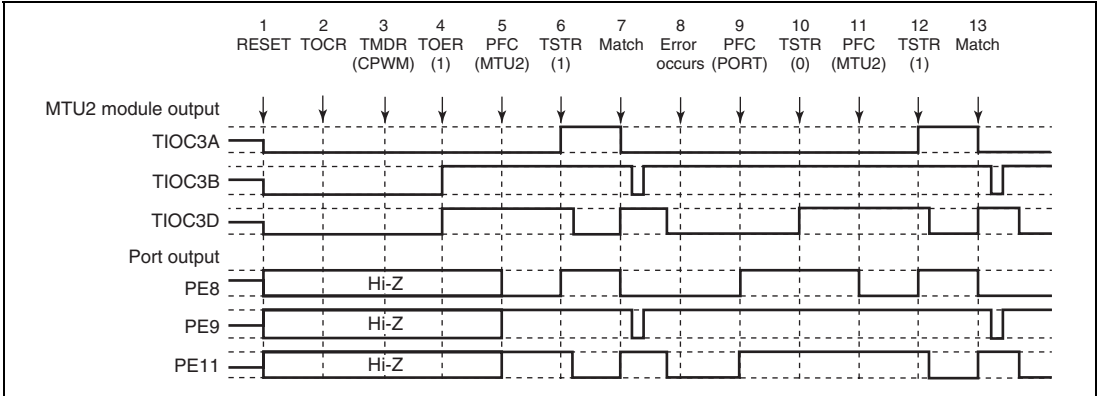 1 2 3 4 5 6 7 8 9 10 11 12 13
RESET TOCR TMDR TOER PFC TSTR Match Error PFC TSTR PFC TSTR Match
(CPWM) (1) (MTU2) (1) occurs (PORT) (0) (MTU2) (1)
MTU2 module output
TIOC3A
TIOC3B
TIOC3D
Port output
PE8 Hi-Z
PE9 Hi-Z
PE11 Hi-Z